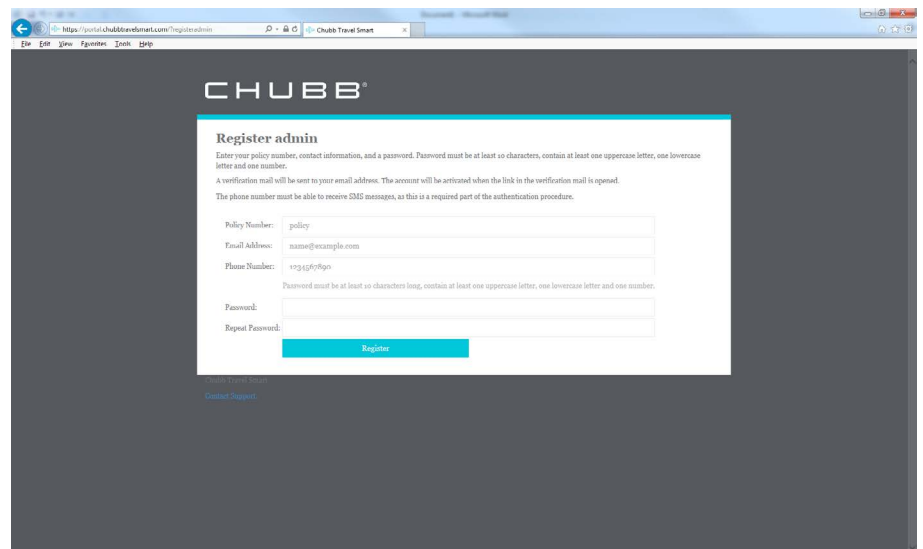 Document - Microsoft Word
https://portal.chubbtravelsmart.com/?registeradmin
Chubb Travel Smart
File Edit View Favorites Tools Help
CHUBB®
Register admin
Enter your policy number, contact information, and a password. Password must be at least 10 characters, contain at least one uppercase letter, one lowercase
letter and one number.
A verification mail will be sent to your email address. The account will be activated when the link in the verification mail is opened.
The phone number must be able to receive SMS messages, as this is a required part of the authentication procedure.
Policy Number: policy
Email Address: name@example.com
Phone Number: 1234567890
Password must be at least 10 characters long, contain at least one uppercase letter, one lowercase letter and one number.
Password:
Repeat Password:
Register
Chubb Travel Smart
Contact Support